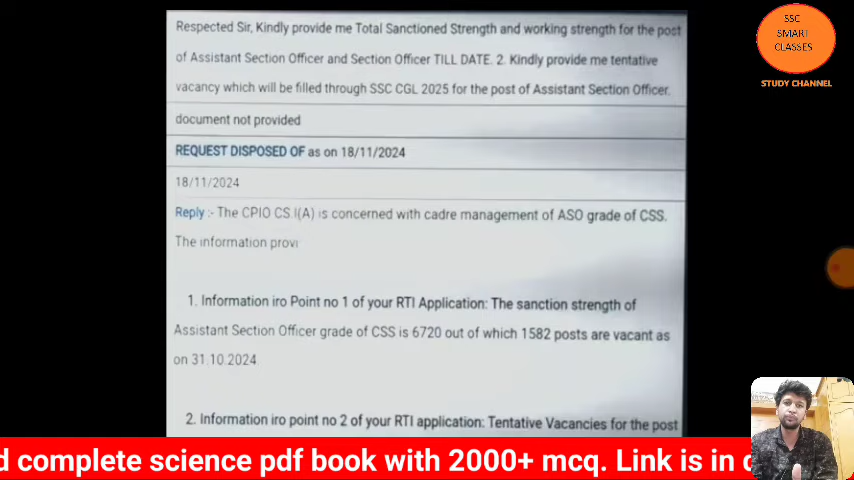 Respected Sir, Kindly provide me Total Sanctioned Strength and working strength for the post
of Assistant Section Officer and Section Officer TILL DATE. 2. Kindly provide me tentative
vacancy which will be filled through SSC CGL 2025 for the post of Assistant Section Officer.
document not provided
REQUEST DISPOSED OF as on 18/11/2024
18/11/2024
Reply :- The CPIO CS I(A) is concerned with cadre management of ASO grade of CSS.
The information provi
1. Information iro Point no 1 of your RTI Application: The sanction strength of
Assistant Section Officer grade of CSS is 6720 out of which 1582 posts are vacant as
on 31.10.2024.
2. Information iro point no 2 of your RTI application: Tentative Vacancies for the post
SSC
SMART
CLASSES
STUDY CHANNEL
d complete science pdf book with 2000+ mcq. Link is in